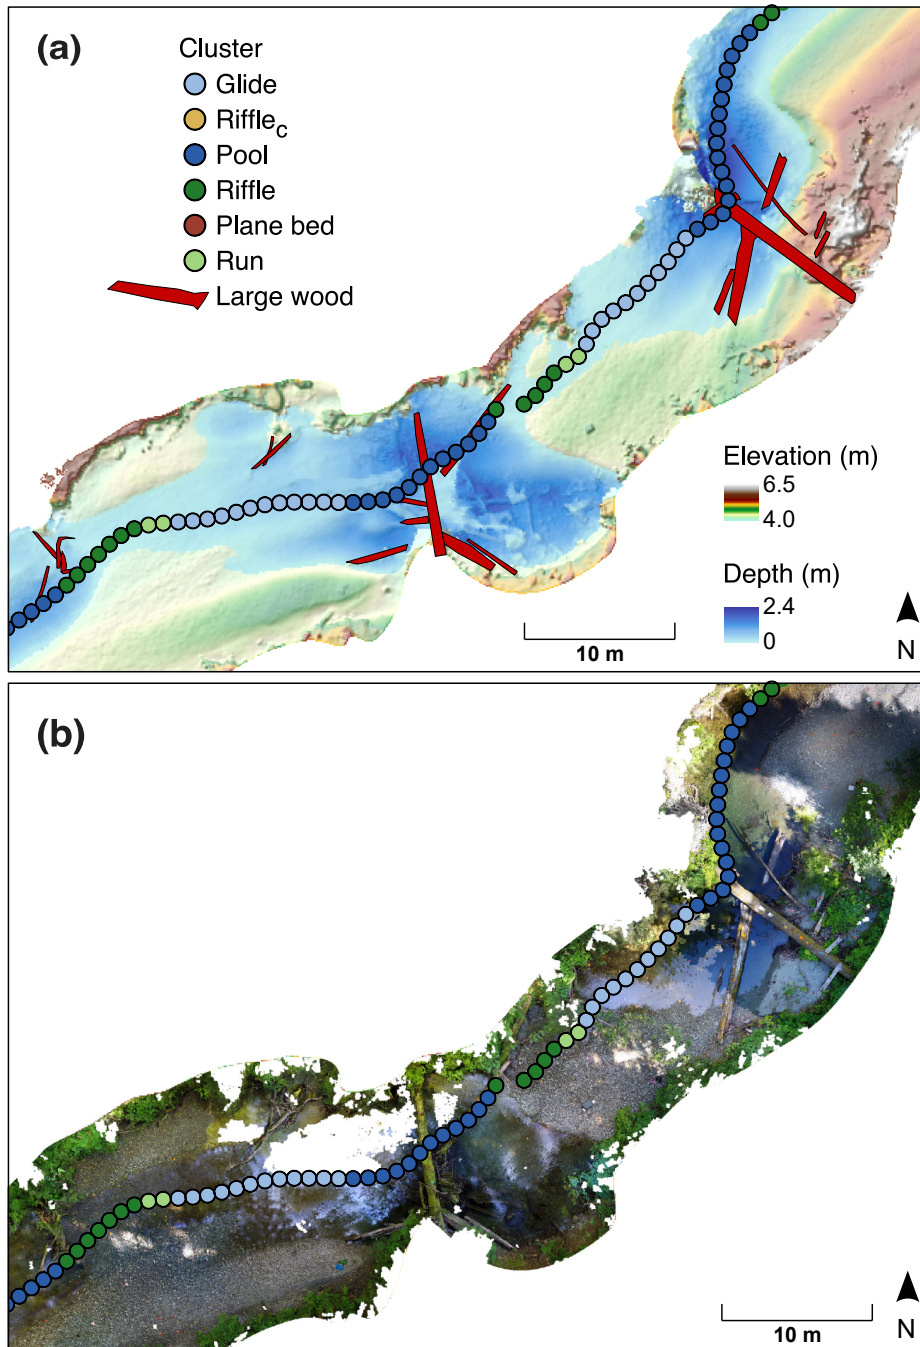 (a)
Cluster
Glide
Riffle_c
Pool
Riffle
Plane bed
Run
Large wood
Elevation (m)
6.5
4.0
Depth (m)
2.4
0
10 m
N
(b)
10 m
N